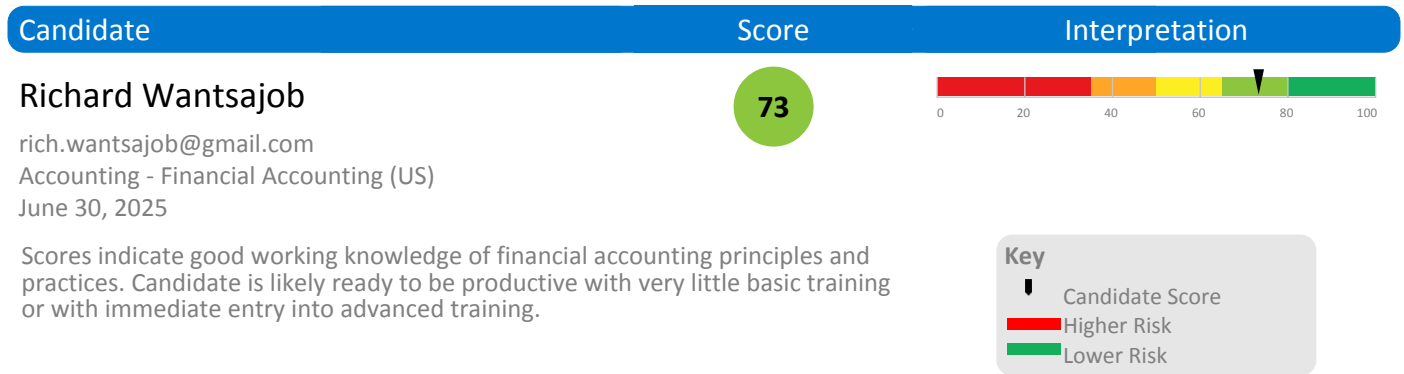 Candidate Score Interpretation
Richard Wantsajob
73
0 20 40 60 80 100
rich.wantsajob@gmail.com
Accounting - Financial Accounting (US)
June 30, 2025
Scores indicate good working knowledge of financial accounting principles and
practices. Candidate is likely ready to be productive with very little basic training
or with immediate entry into advanced training.
Key
Candidate Score
Higher Risk
Lower Risk